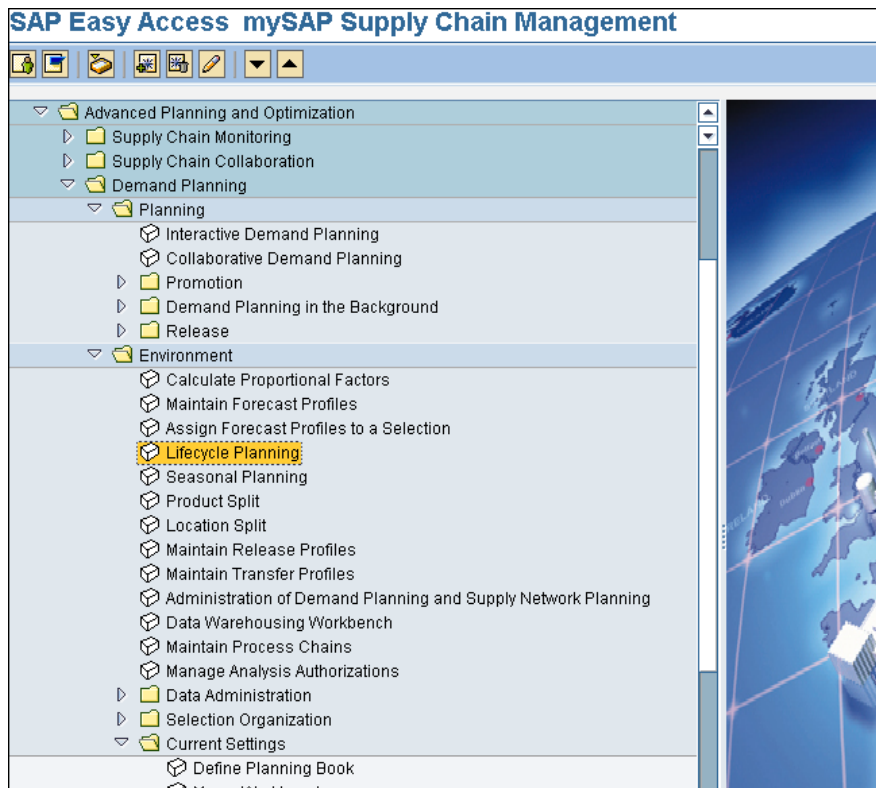 SAP Easy Access mySAP Supply Chain Management
Advanced Planning and Optimization
Supply Chain Monitoring
Supply Chain Collaboration
Demand Planning
Planning
Interactive Demand Planning
Collaborative Demand Planning
Promotion
Demand Planning in the Background
Release
Environment
Calculate Proportional Factors
Maintain Forecast Profiles
Assign Forecast Profiles to a Selection
Lifecycle Planning
Seasonal Planning
Product Split
Location Split
Maintain Release Profiles
Maintain Transfer Profiles
Administration of Demand Planning and Supply Network Planning
Data Warehousing Workbench
Maintain Process Chains
Manage Analysis Authorizations
Data Administration
Selection Organization
Current Settings
Define Planning Book
IRELAND
Dublin